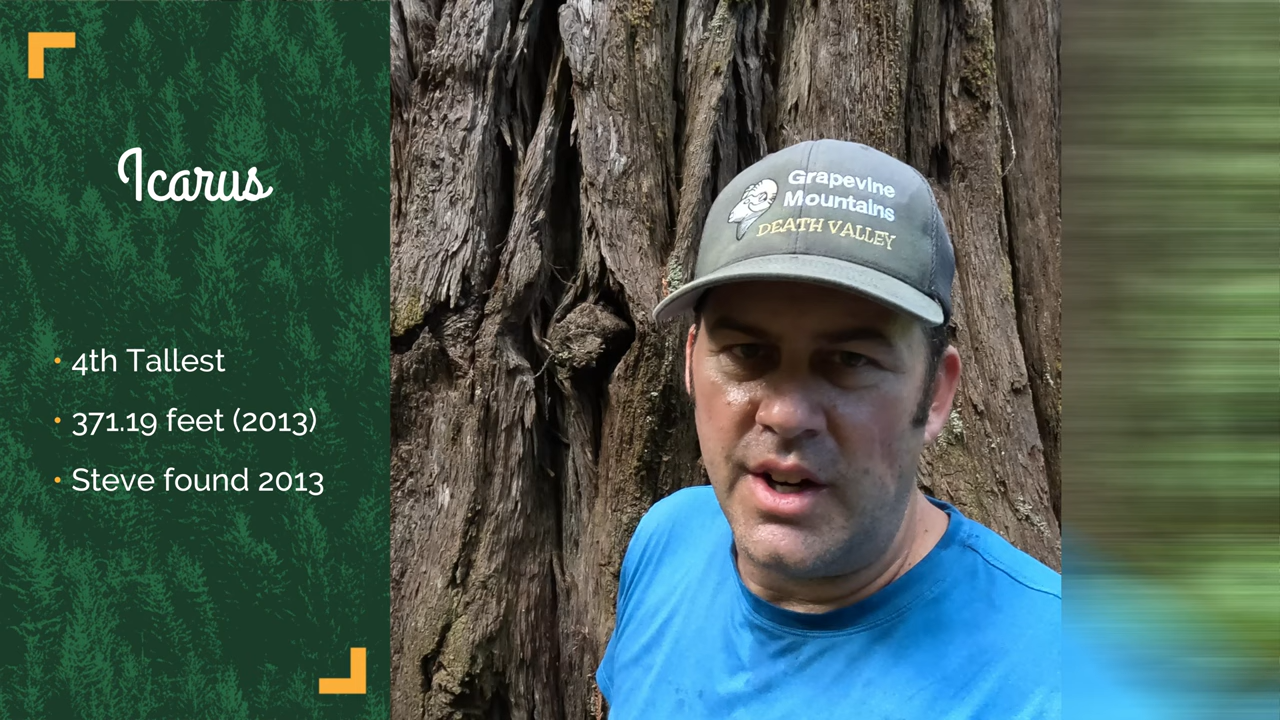 Icarus
4th Tallest
371.19 feet (2013)
Steve found 2013
Grapevine
Mountains
DEATH VALLEY